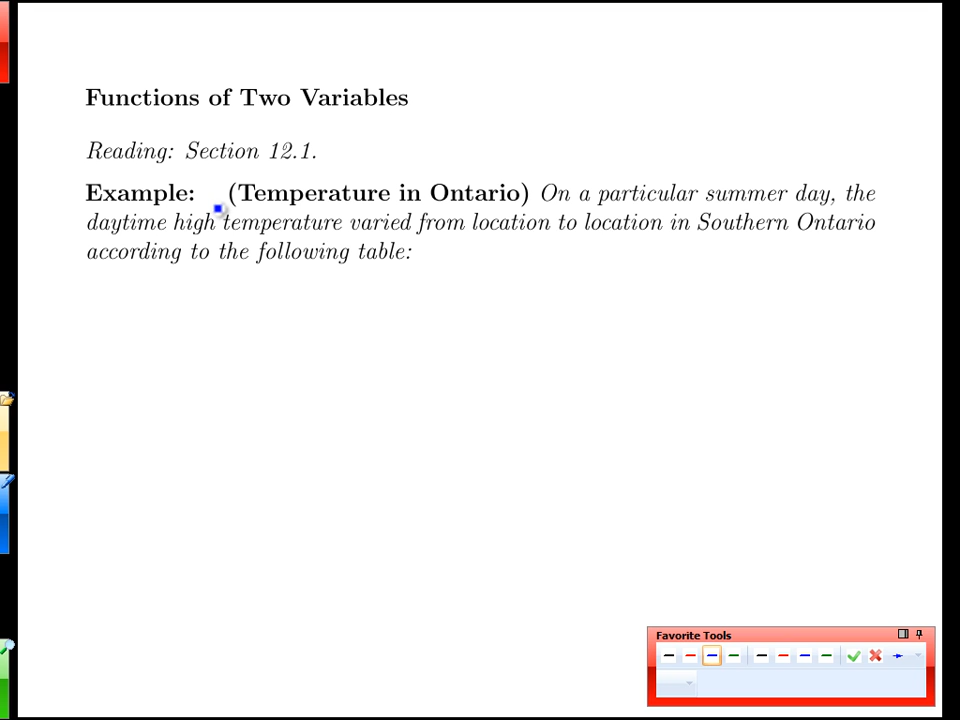 Functions of Two Variables
Reading: Section 12.1.
Example: (Temperature in Ontario) On a particular summer day, the
daytime high temperature varied from location to location in Southern Ontario
according to the following table:
Favorite Tools